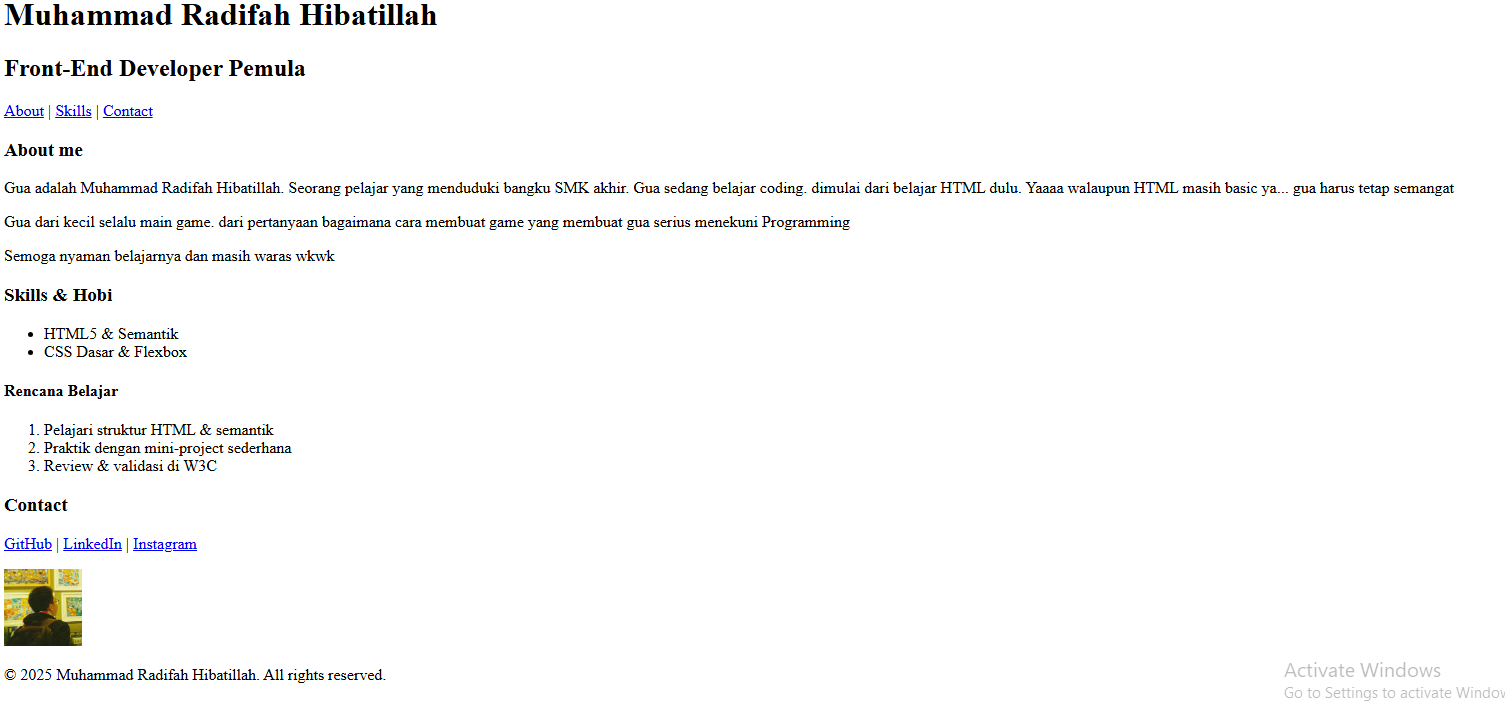 Muhammad Radifah Hibatillah
Front-End Developer Pemula
About | Skills | Contact
About me
Gua adalah Muhammad Radifah Hibatillah. Seorang pelajar yang menduduki bangku SMK akhir. Gua sedang belajar coding. dimulai dari belajar HTML dulu. Yaaaa walaupun HTML masih basic ya... gua harus tetap semangat
Gua dari kecil selalu main game. dari pertanyaan bagaimana cara membuat game yang membuat gua serius menekuni Programming
Semoga nyaman belajarnya dan masih waras wkwk
Skills & Hobi
• HTML5 & Semantik
• CSS Dasar & Flexbox
Rencana Belajar
1. Pelajari struktur HTML & semantik
2. Praktik dengan mini-project sederhana
3. Review & validasi di W3C
Contact
GitHub | LinkedIn | Instagram
© 2025 Muhammad Radifah Hibatillah. All rights reserved.
Activate Windows
Go to Settings to activate Window